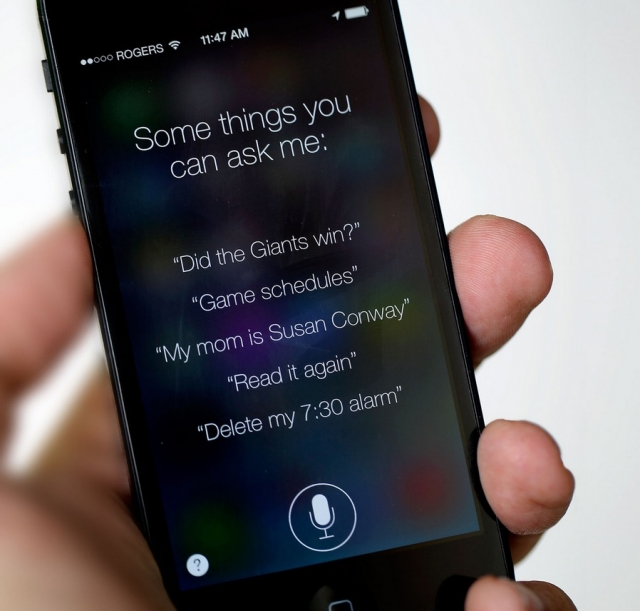 ROGERS 11:47 AM
Some things you
can ask me:
“Did the Giants win?”
“Game schedules”
“My mom is Susan Conway”
“Read it again”
“Delete my 7:30 alarm”
?